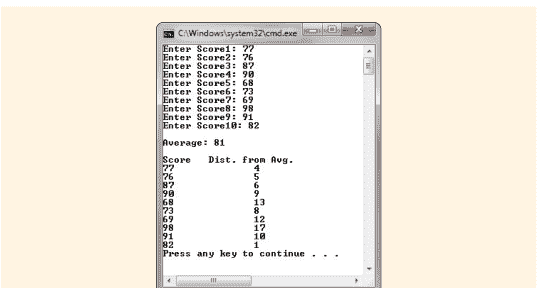 C:\Windows\system32\cmd.exe
Enter Score1: 77
Enter Score2: 76
Enter Score3: 87
Enter Score4: 90
Enter Score5: 68
Enter Score6: 73
Enter Score7: 69
Enter Score8: 98
Enter Score9: 91
Enter Score10: 82
Average: 81
Score Dist. from Avg.
77 4
76 5
87 6
90 9
68 13
73 8
69 12
98 17
91 10
82 1
Press any key to continue . . .